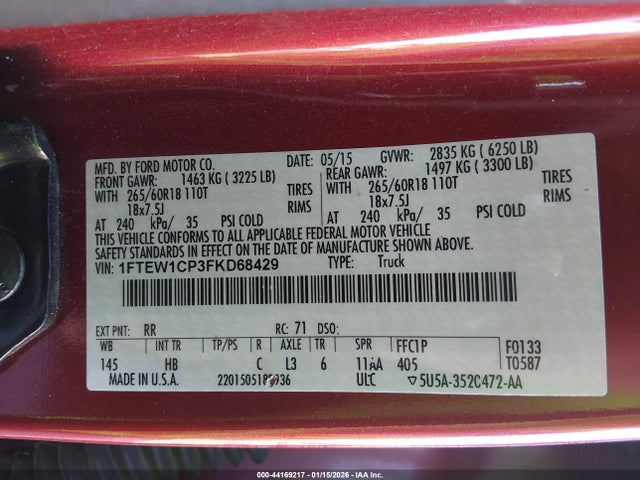 MFD. BY FORD MOTOR CO. DATE: 05/15 GVWR: 2835 KG ( 6250 LB)
FRONT GAWR: 1463 KG ( 3225 LB) REAR GAWR: 1497 KG ( 3300 LB)
WITH 265/60R18 110T TIRES WITH 265/60R18 110T TIRES
18x7.5J RIMS 18x7.5J RIMS
AT 240 kPa/ 35 PSI COLD AT 240 kPa/ 35 PSI COLD
THIS VEHICLE CONFORMS TO ALL APPLICABLE FEDERAL MOTOR VEHICLE
SAFETY STANDARDS IN EFFECT ON THE DATE OF MANUFACTURE SHOWN ABOVE.
VIN: 1FTEW1CP3FKD68429 TYPE: Truck
EXT PNT: RR RC: 71 DSO:
WB INT TR TP/PS R AXLE TR SPR FFC1P F0133
145 HB C L3 6 11AA 405 T0587
MADE IN U.S.A. ULC ▽5U5A-352C472-AA
000-44169217 - 01/15/2026 - IAA Inc.